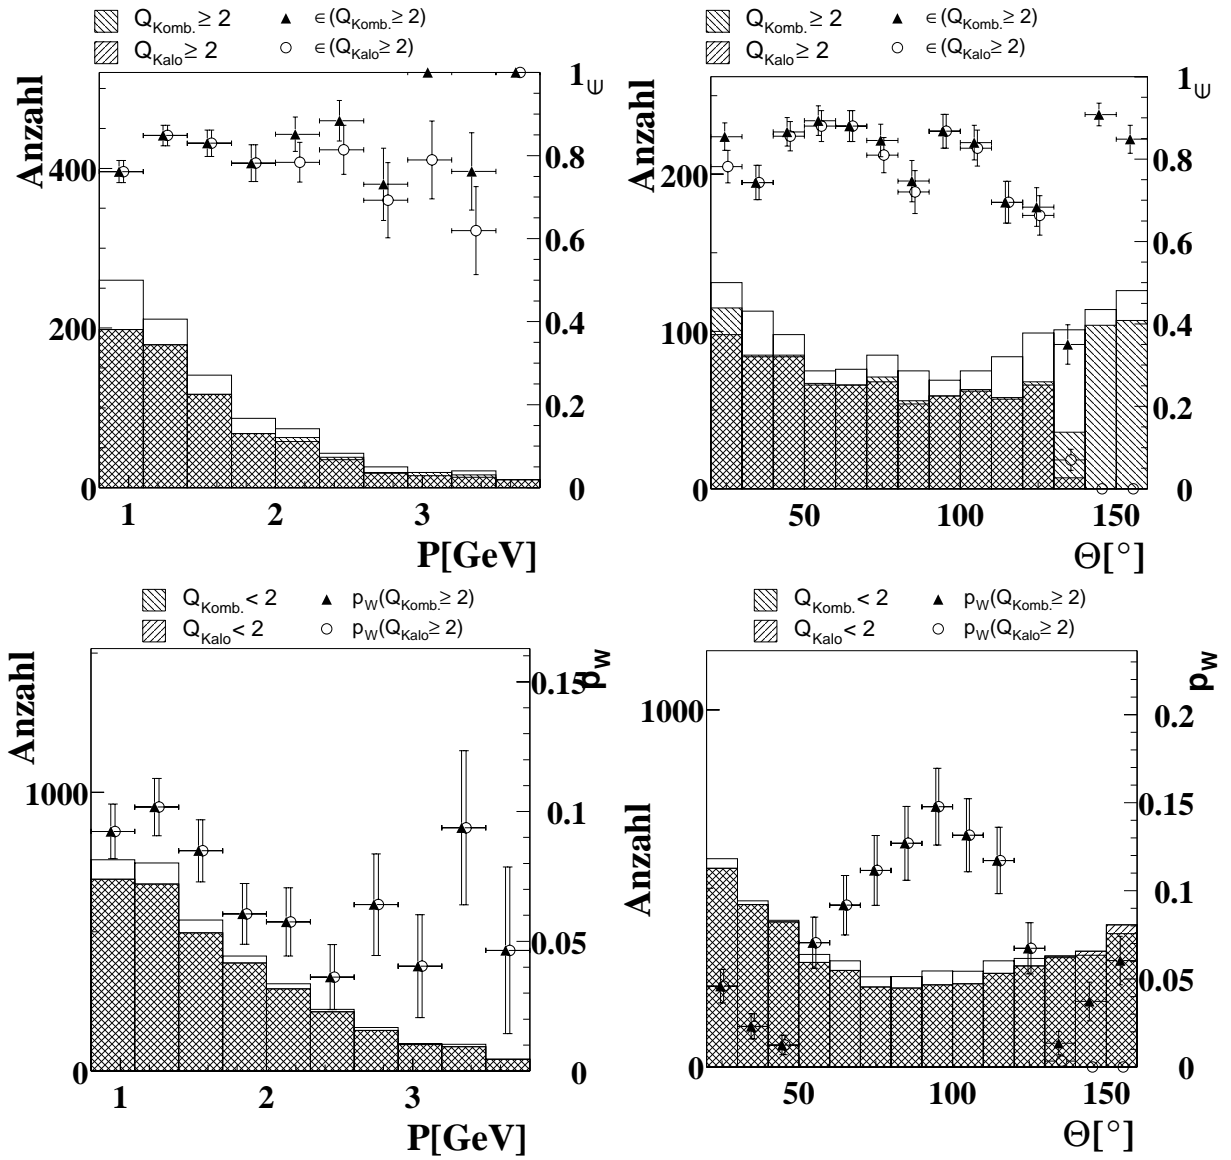 Q_Komb. ≥ 2 ▲ ∈(Q_Komb. ≥ 2)
Q_Kalo ≥ 2 ○ ∈(Q_Kalo ≥ 2)
Anzahl
400
200
0
1 2 3
P[GeV]
1
0.8
0.6
0.4
0.2
0
∈
Q_Komb. ≥ 2 ▲ ∈(Q_Komb. ≥ 2)
Q_Kalo ≥ 2 ○ ∈(Q_Kalo ≥ 2)
Anzahl
200
100
0
50 100 150
Θ[°]
1
0.8
0.6
0.4
0.2
0
∈
Q_Komb. < 2 ▲ p_W(Q_Komb. ≥ 2)
Q_Kalo < 2 ○ p_W(Q_Kalo ≥ 2)
Anzahl
1000
0
1 2 3
P[GeV]
0.15
0.1
0.05
0
p_W
Q_Komb. < 2 ▲ p_W(Q_Komb. ≥ 2)
Q_Kalo < 2 ○ p_W(Q_Kalo ≥ 2)
Anzahl
1000
0
50 100 150
Θ[°]
0.2
0.15
0.1
0.05
0
p_W